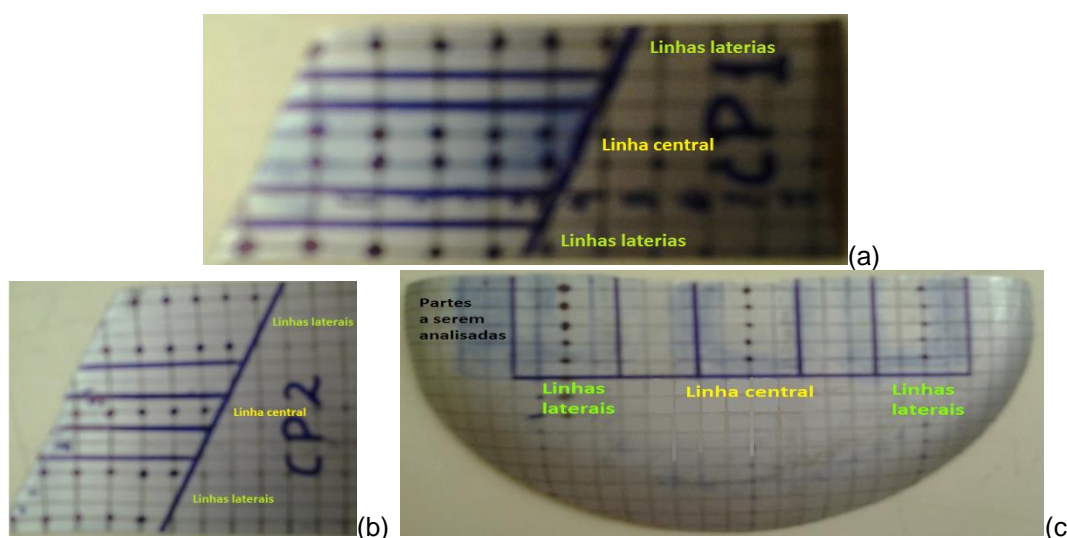 Linhas laterias
CP1
Linha central
Linhas laterias
(a)
Linhas laterais
CP2
Linha central
Linhas laterais
(b)
Partes
a serem
analisadas
Linhas
laterais
Linha central
Linhas
laterais
(c